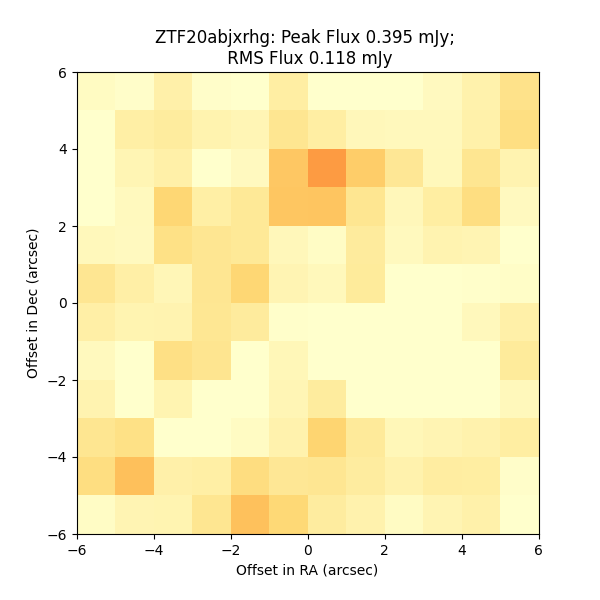 ZTF20abjxrhg: Peak Flux 0.395 mJy;
RMS Flux 0.118 mJy
6
4
2
0
−2
−4
−6
Offset in Dec (arcsec)
−6 −4 −2 0 2 4 6
Offset in RA (arcsec)